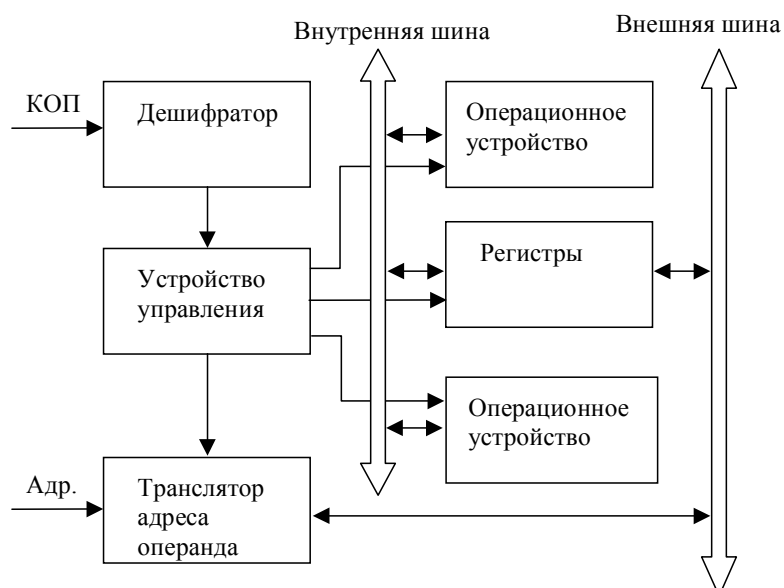 Внутренняя шина
Внешняя шина
КОП
Дешифратор
Операционное
устройство
Устройство
управления
Регистры
Операционное
устройство
Адр.
Транслятор
адреса
операнда